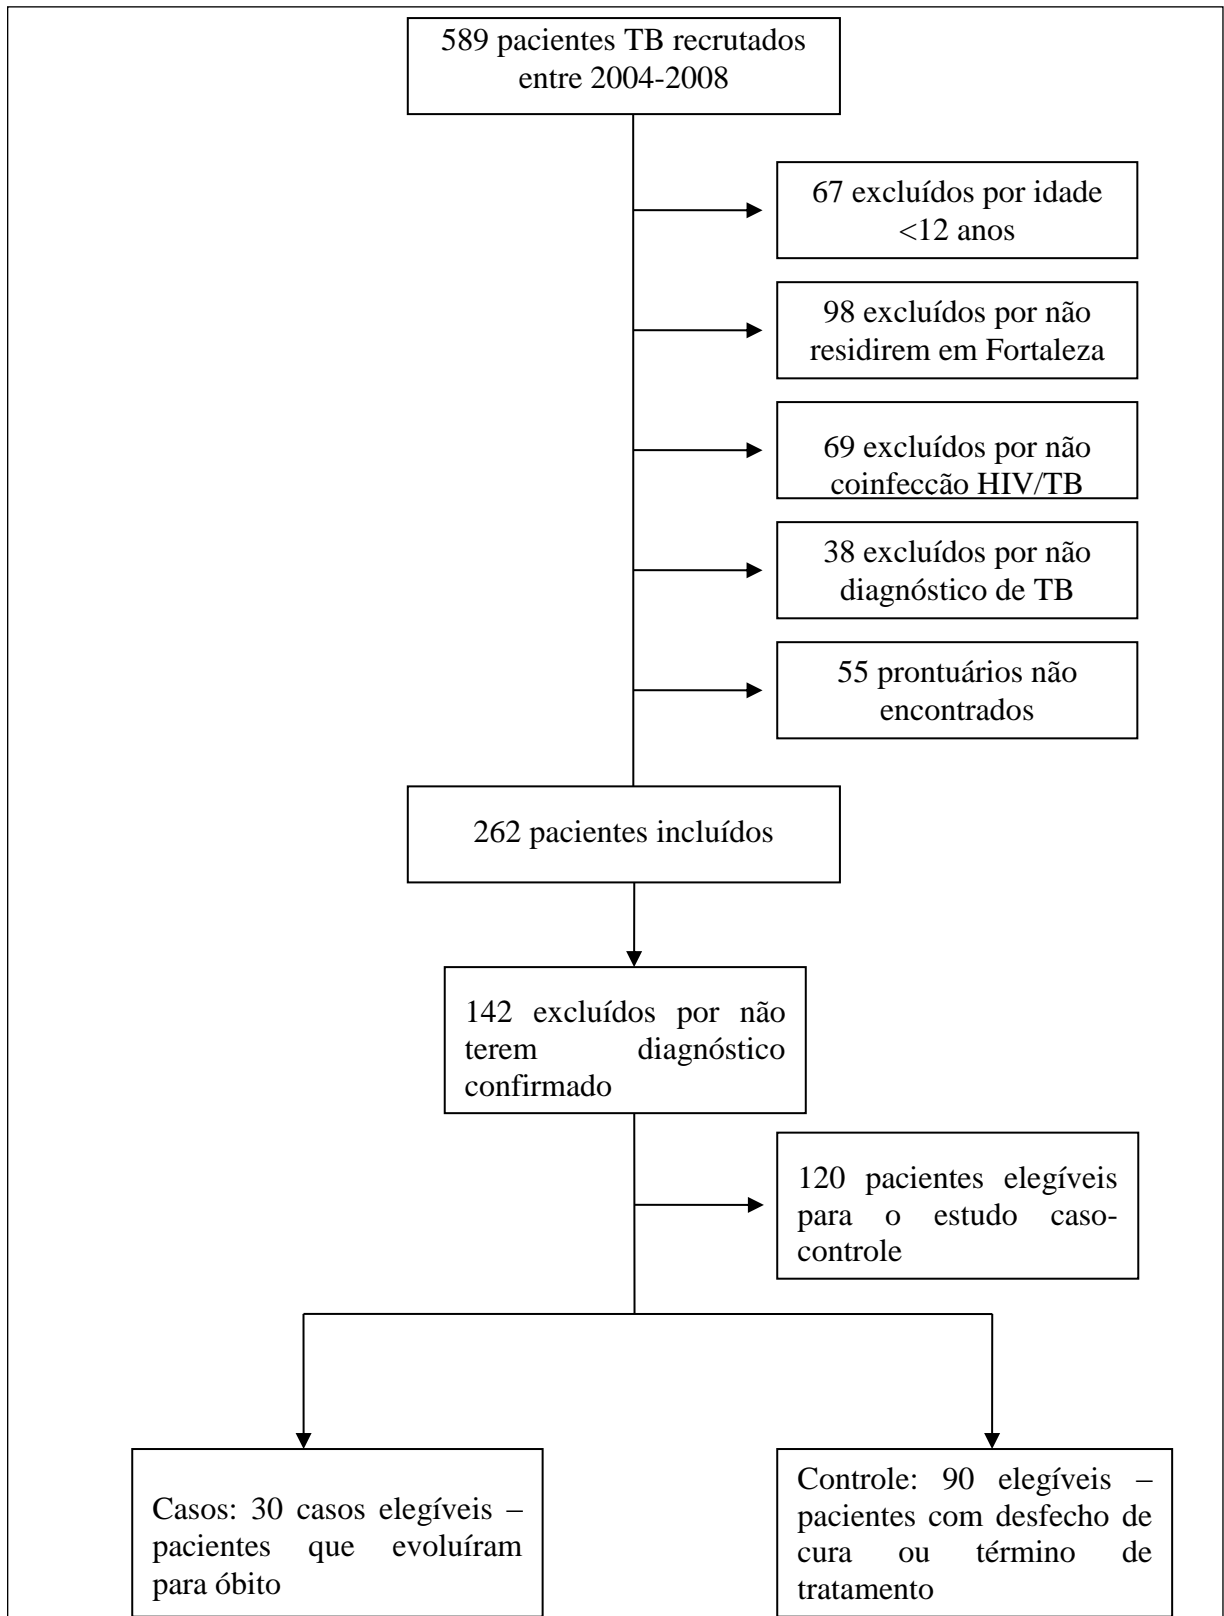 589 pacientes TB recrutados
entre 2004-2008
67 excluídos por idade
<12 anos
98 excluídos por não
residirem em Fortaleza
69 excluídos por não
coinfecção HIV/TB
38 excluídos por não
diagnóstico de TB
55 prontuários não
encontrados
262 pacientes incluídos
142 excluídos por não
terem diagnóstico
confirmado
120 pacientes elegíveis
para o estudo caso-
controle
Casos: 30 casos elegíveis –
pacientes que evoluíram
para óbito
Controle: 90 elegíveis –
pacientes com desfecho de
cura ou término de
tratamento